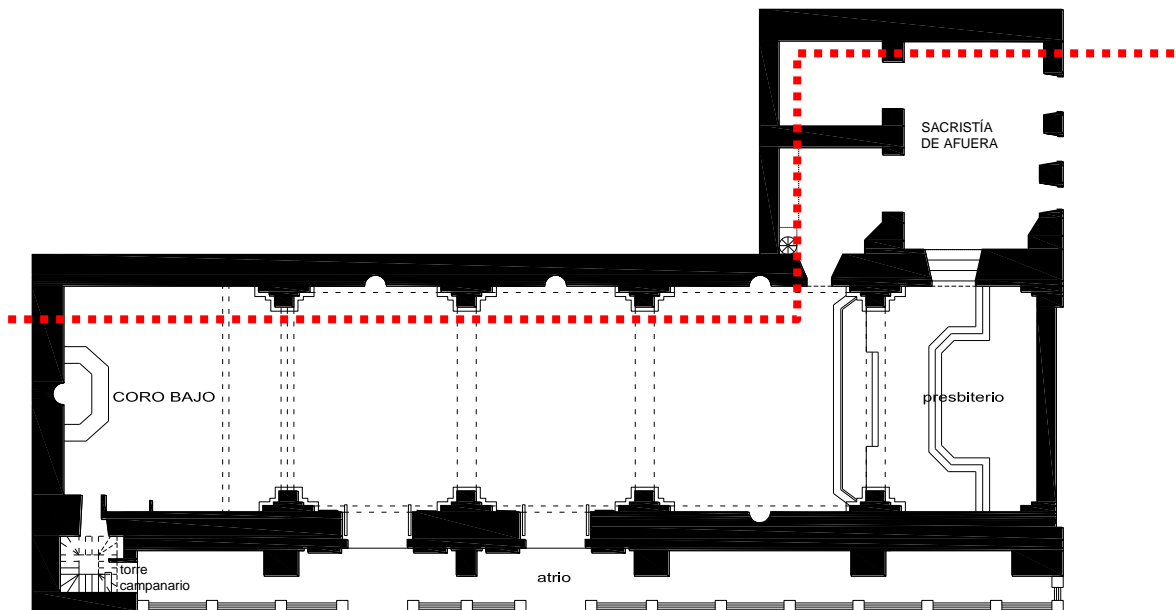 SACRISTÍA
DE AFUERA
CORO BAJO
presbiterio
torre
campanario
atrio